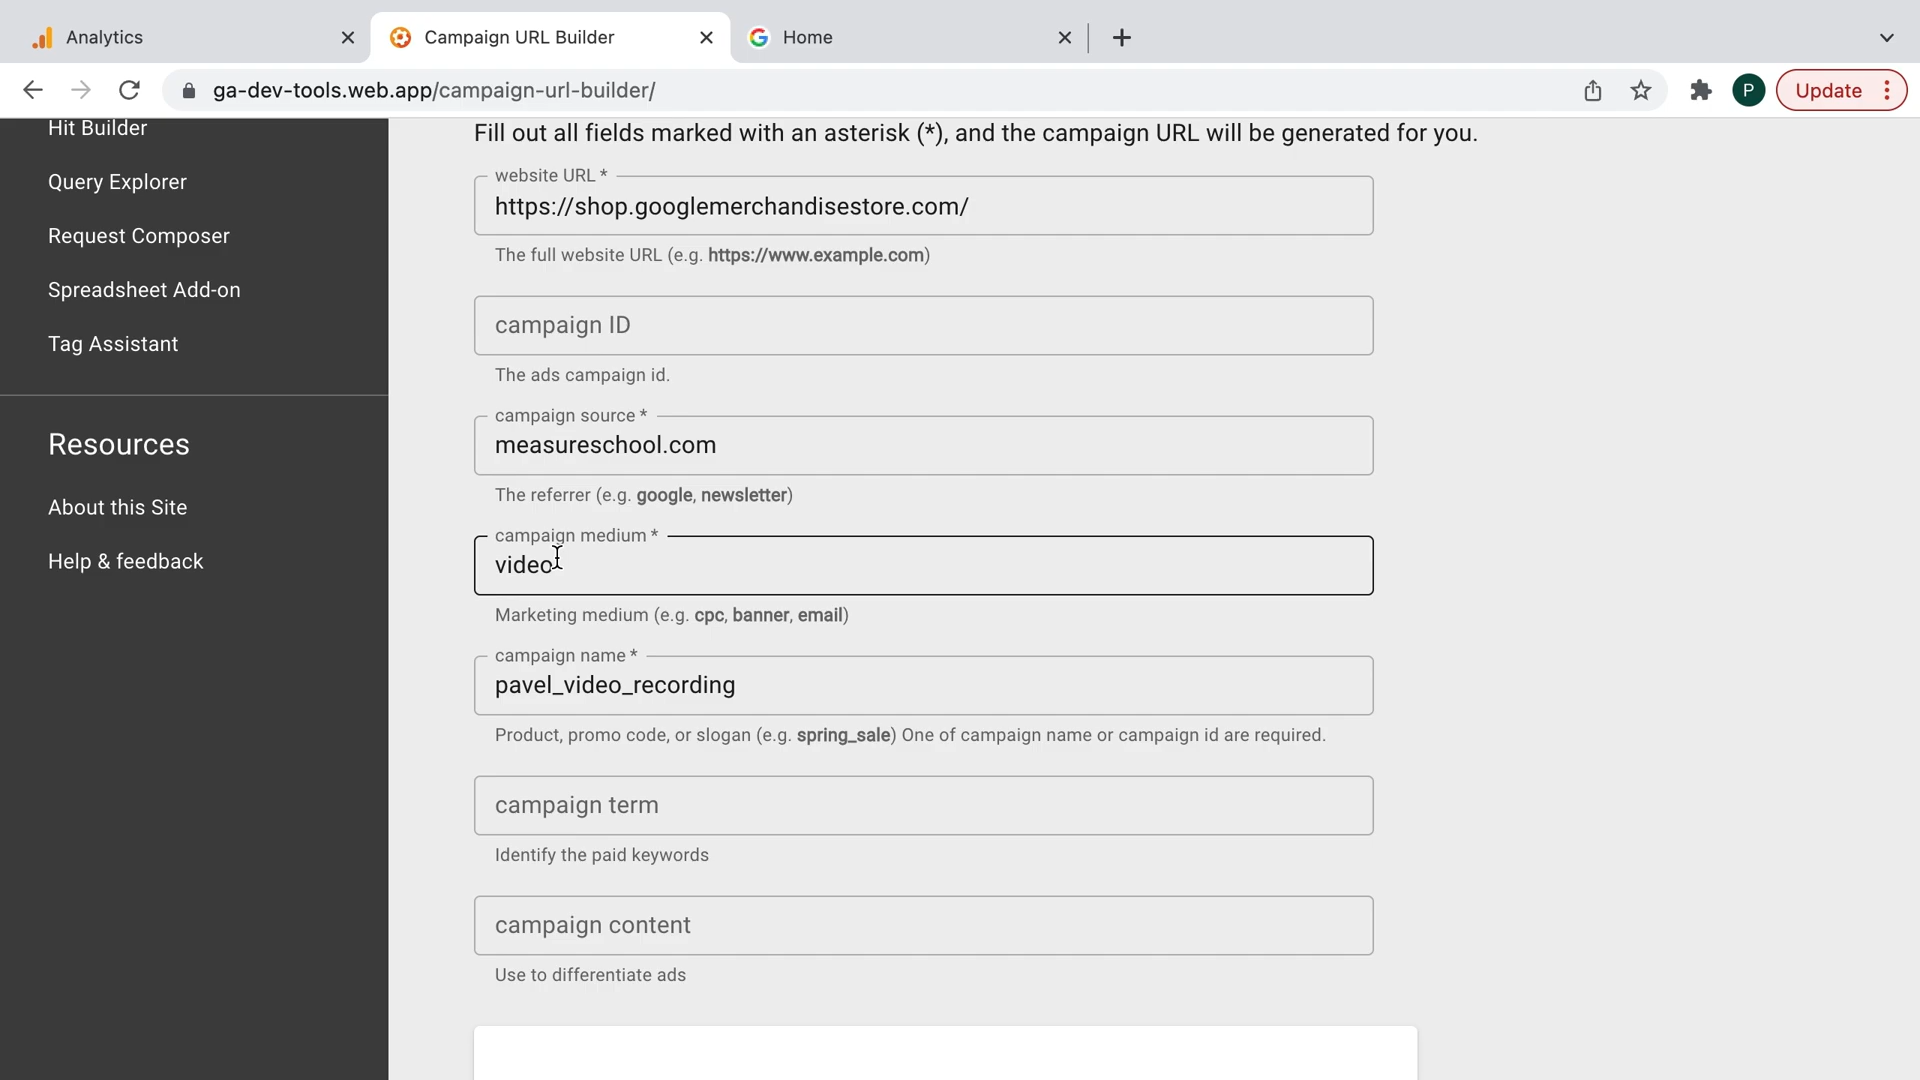 Analytics
Campaign URL Builder
Home
ga-dev-tools.web.app/campaign-url-builder/
P
Update
Hit Builder
Query Explorer
Request Composer
Spreadsheet Add-on
Tag Assistant
Resources
About this Site
Help & feedback
Fill out all fields marked with an asterisk (*), and the campaign URL will be generated for you.
website URL *
https://shop.googlemerchandisestore.com/
The full website URL (e.g. https://www.example.com)
campaign ID
The ads campaign id.
campaign source *
measureschool.com
The referrer (e.g. google, newsletter)
campaign medium *
video
Marketing medium (e.g. cpc, banner, email)
campaign name *
pavel_video_recording
Product, promo code, or slogan (e.g. spring_sale) One of campaign name or campaign id are required.
campaign term
Identify the paid keywords
campaign content
Use to differentiate ads